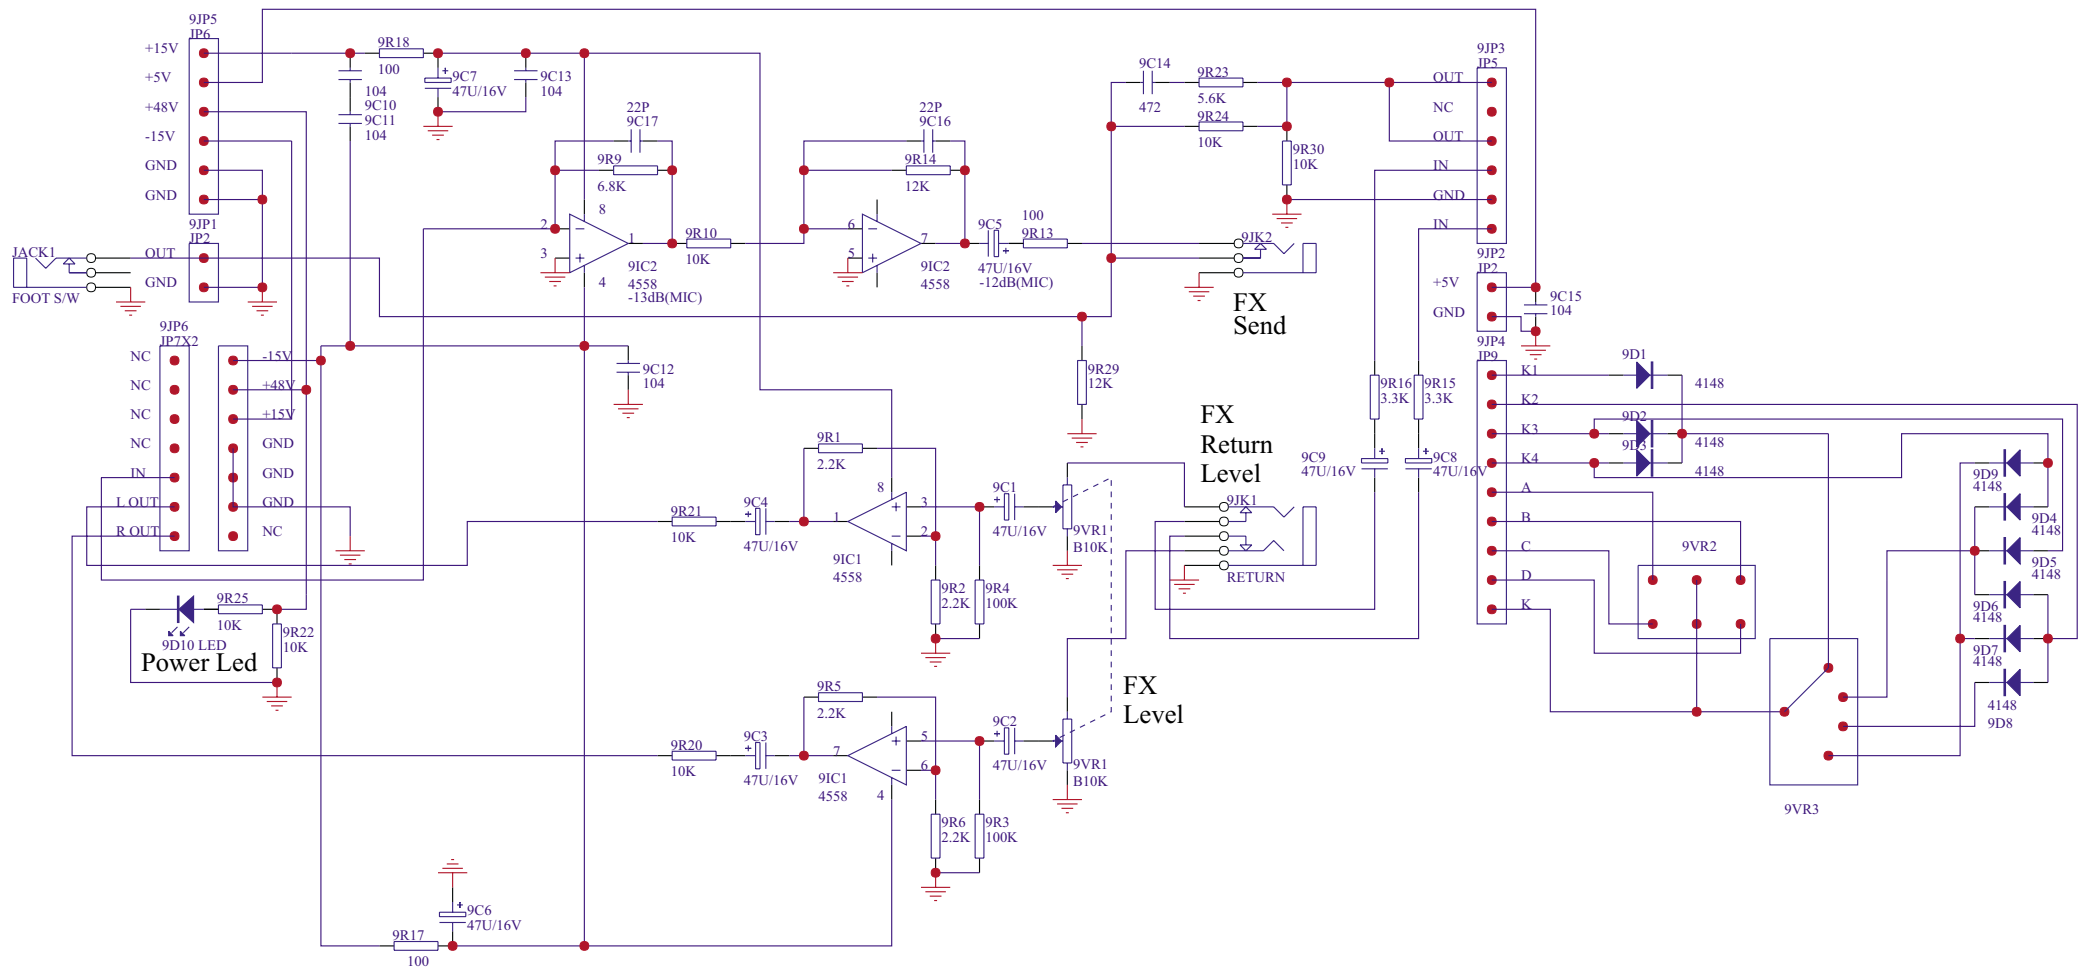 9JP5
JP6
+15V
+5V
+48V
-15V
GND
GND
9JP1
JP2
OUT
GND
JACK1
FOOT S/W
9R18
100
104
9C10
9C11
104
9C7
47U/16V
9C13
104
22P
9C17
9R9
6.8K
8
2
3
1
4
9IC2
4558
-13dB(MIC)
9R10
10K
22P
9C16
9R14
12K
6
5
7
9IC2
4558
9C5
47U/16V
-12dB(MIC)
100
9R13
9JK2
FX
Send
9C14
472
9R23
5.6K
9R24
10K
9R30
10K
9JP3
JP5
OUT
NC
OUT
IN
GND
IN
9JP2
JP2
+5V
GND
9C15
104
9JP6
JP7X2
NC
NC
NC
NC
IN
L OUT
R OUT
-15V
+48V
+15V
GND
GND
GND
NC
9C12
104
9R29
12K
9R16
3.3K
9R15
3.3K
9C9
47U/16V
9C8
47U/16V
FX
Return
Level
9JK1
RETURN
9R1
2.2K
8
3
2
1
9IC1
4558
9C4
47U/16V
9R21
10K
9C1
47U/16V
9VR1
B10K
9R2
2.2K
9R4
100K
9R25
10K
9D10 LED
9R22
10K
Power Led
9R5
2.2K
5
6
7
4
9IC1
4558
9C3
47U/16V
9R20
10K
9C2
47U/16V
9VR1
B10K
FX
Level
9R6
2.2K
9R3
100K
9C6
47U/16V
9R17
100
9JP4
JP9
K1
K2
K3
K4
A
B
C
D
K
9D1
4148
9D2
4148
9D3
4148
9VR2
9VR3
9D9
4148
9D4
4148
9D5
4148
9D6
4148
9D7
4148
4148
9D8